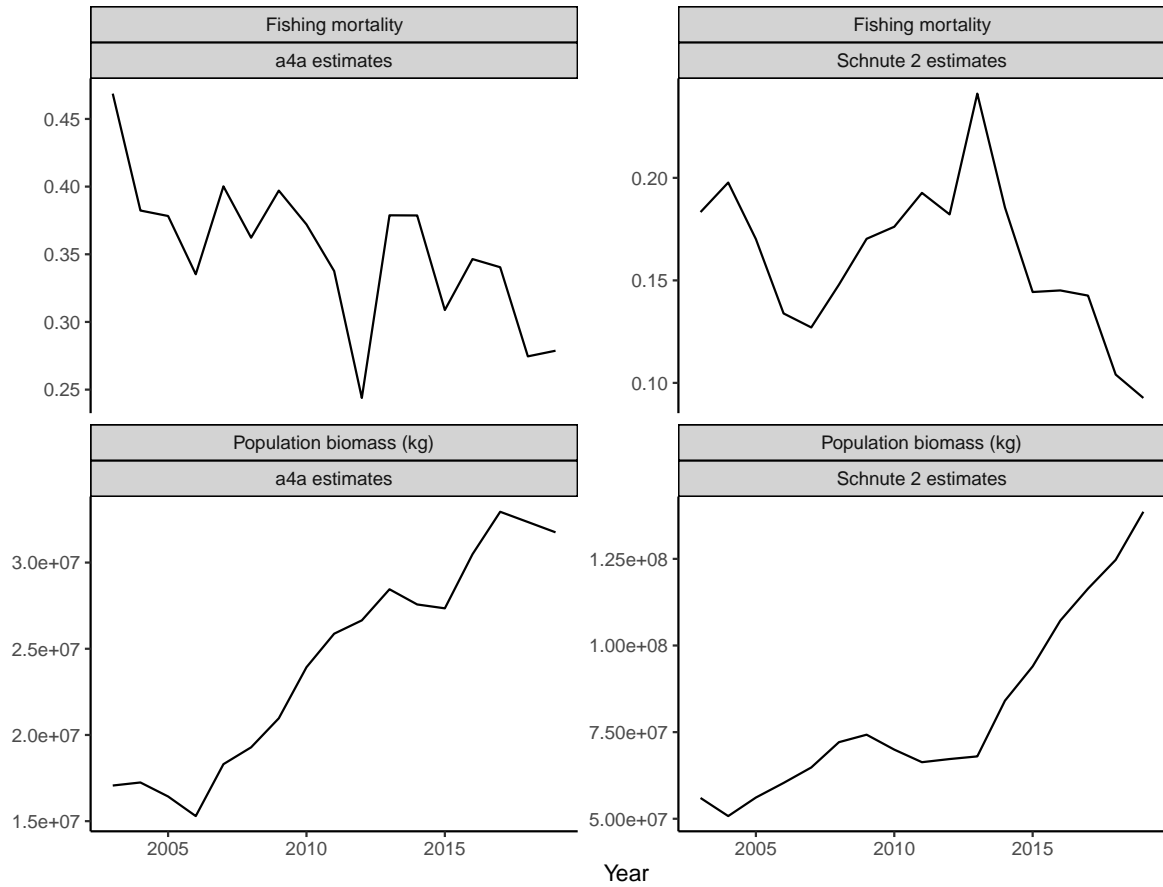 Fishing mortality
a4a estimates
0.45
0.40
0.35
0.30
0.25
Fishing mortality
Schnute 2 estimates
0.20
0.15
0.10
Population biomass (kg)
a4a estimates
3.0e+07
2.5e+07
2.0e+07
1.5e+07
2005 2010 2015
Population biomass (kg)
Schnute 2 estimates
1.25e+08
1.00e+08
7.50e+07
5.00e+07
2005 2010 2015
Year